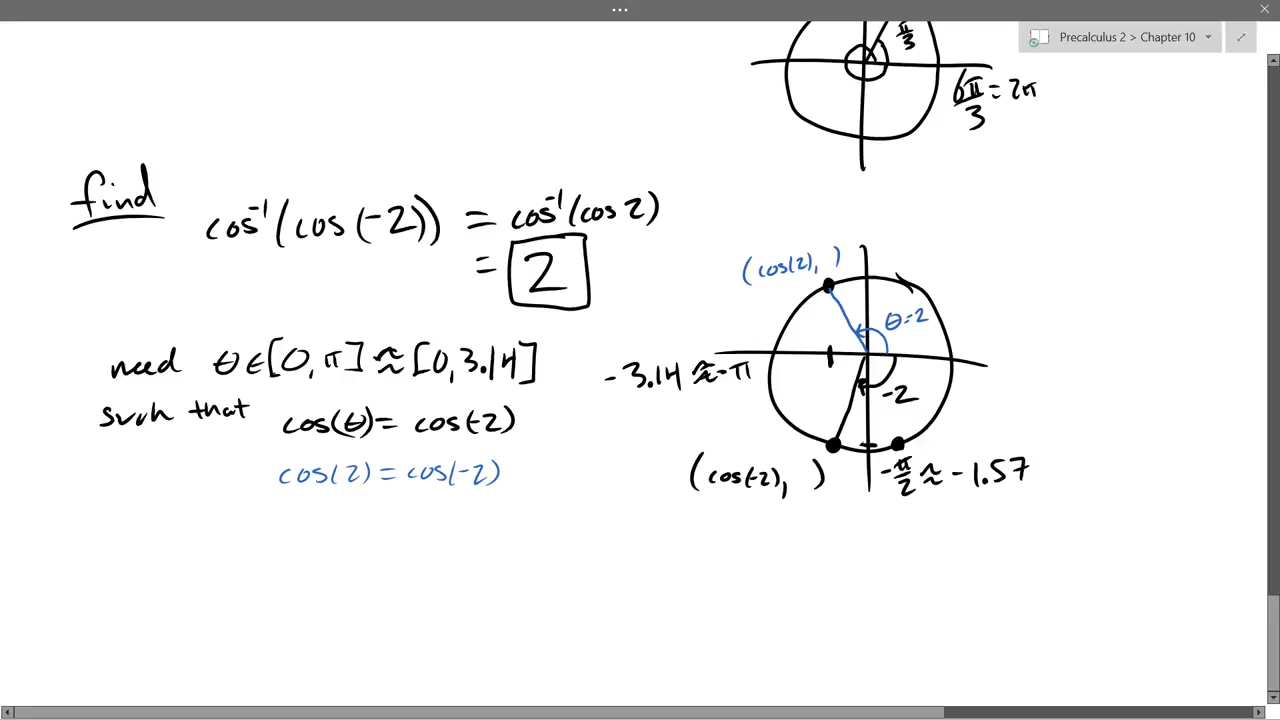 Precalculus 2 > Chapter 10
π/3
6π/3 = 2π
find
cos⁻¹(cos(-2)) = cos⁻¹(cos 2)
= 2
(cos(2), )
θ=2
need θ∈[0,π]≈[0,3.14]
-3.14≈-π
-2
such that cos(θ)= cos(-2)
cos(2) = cos(-2)
(cos(-2), )
-π/2 ≈ -1.57